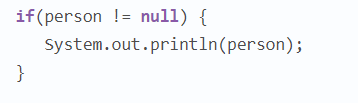 if(person != null) {
   System.out.println(person);
}